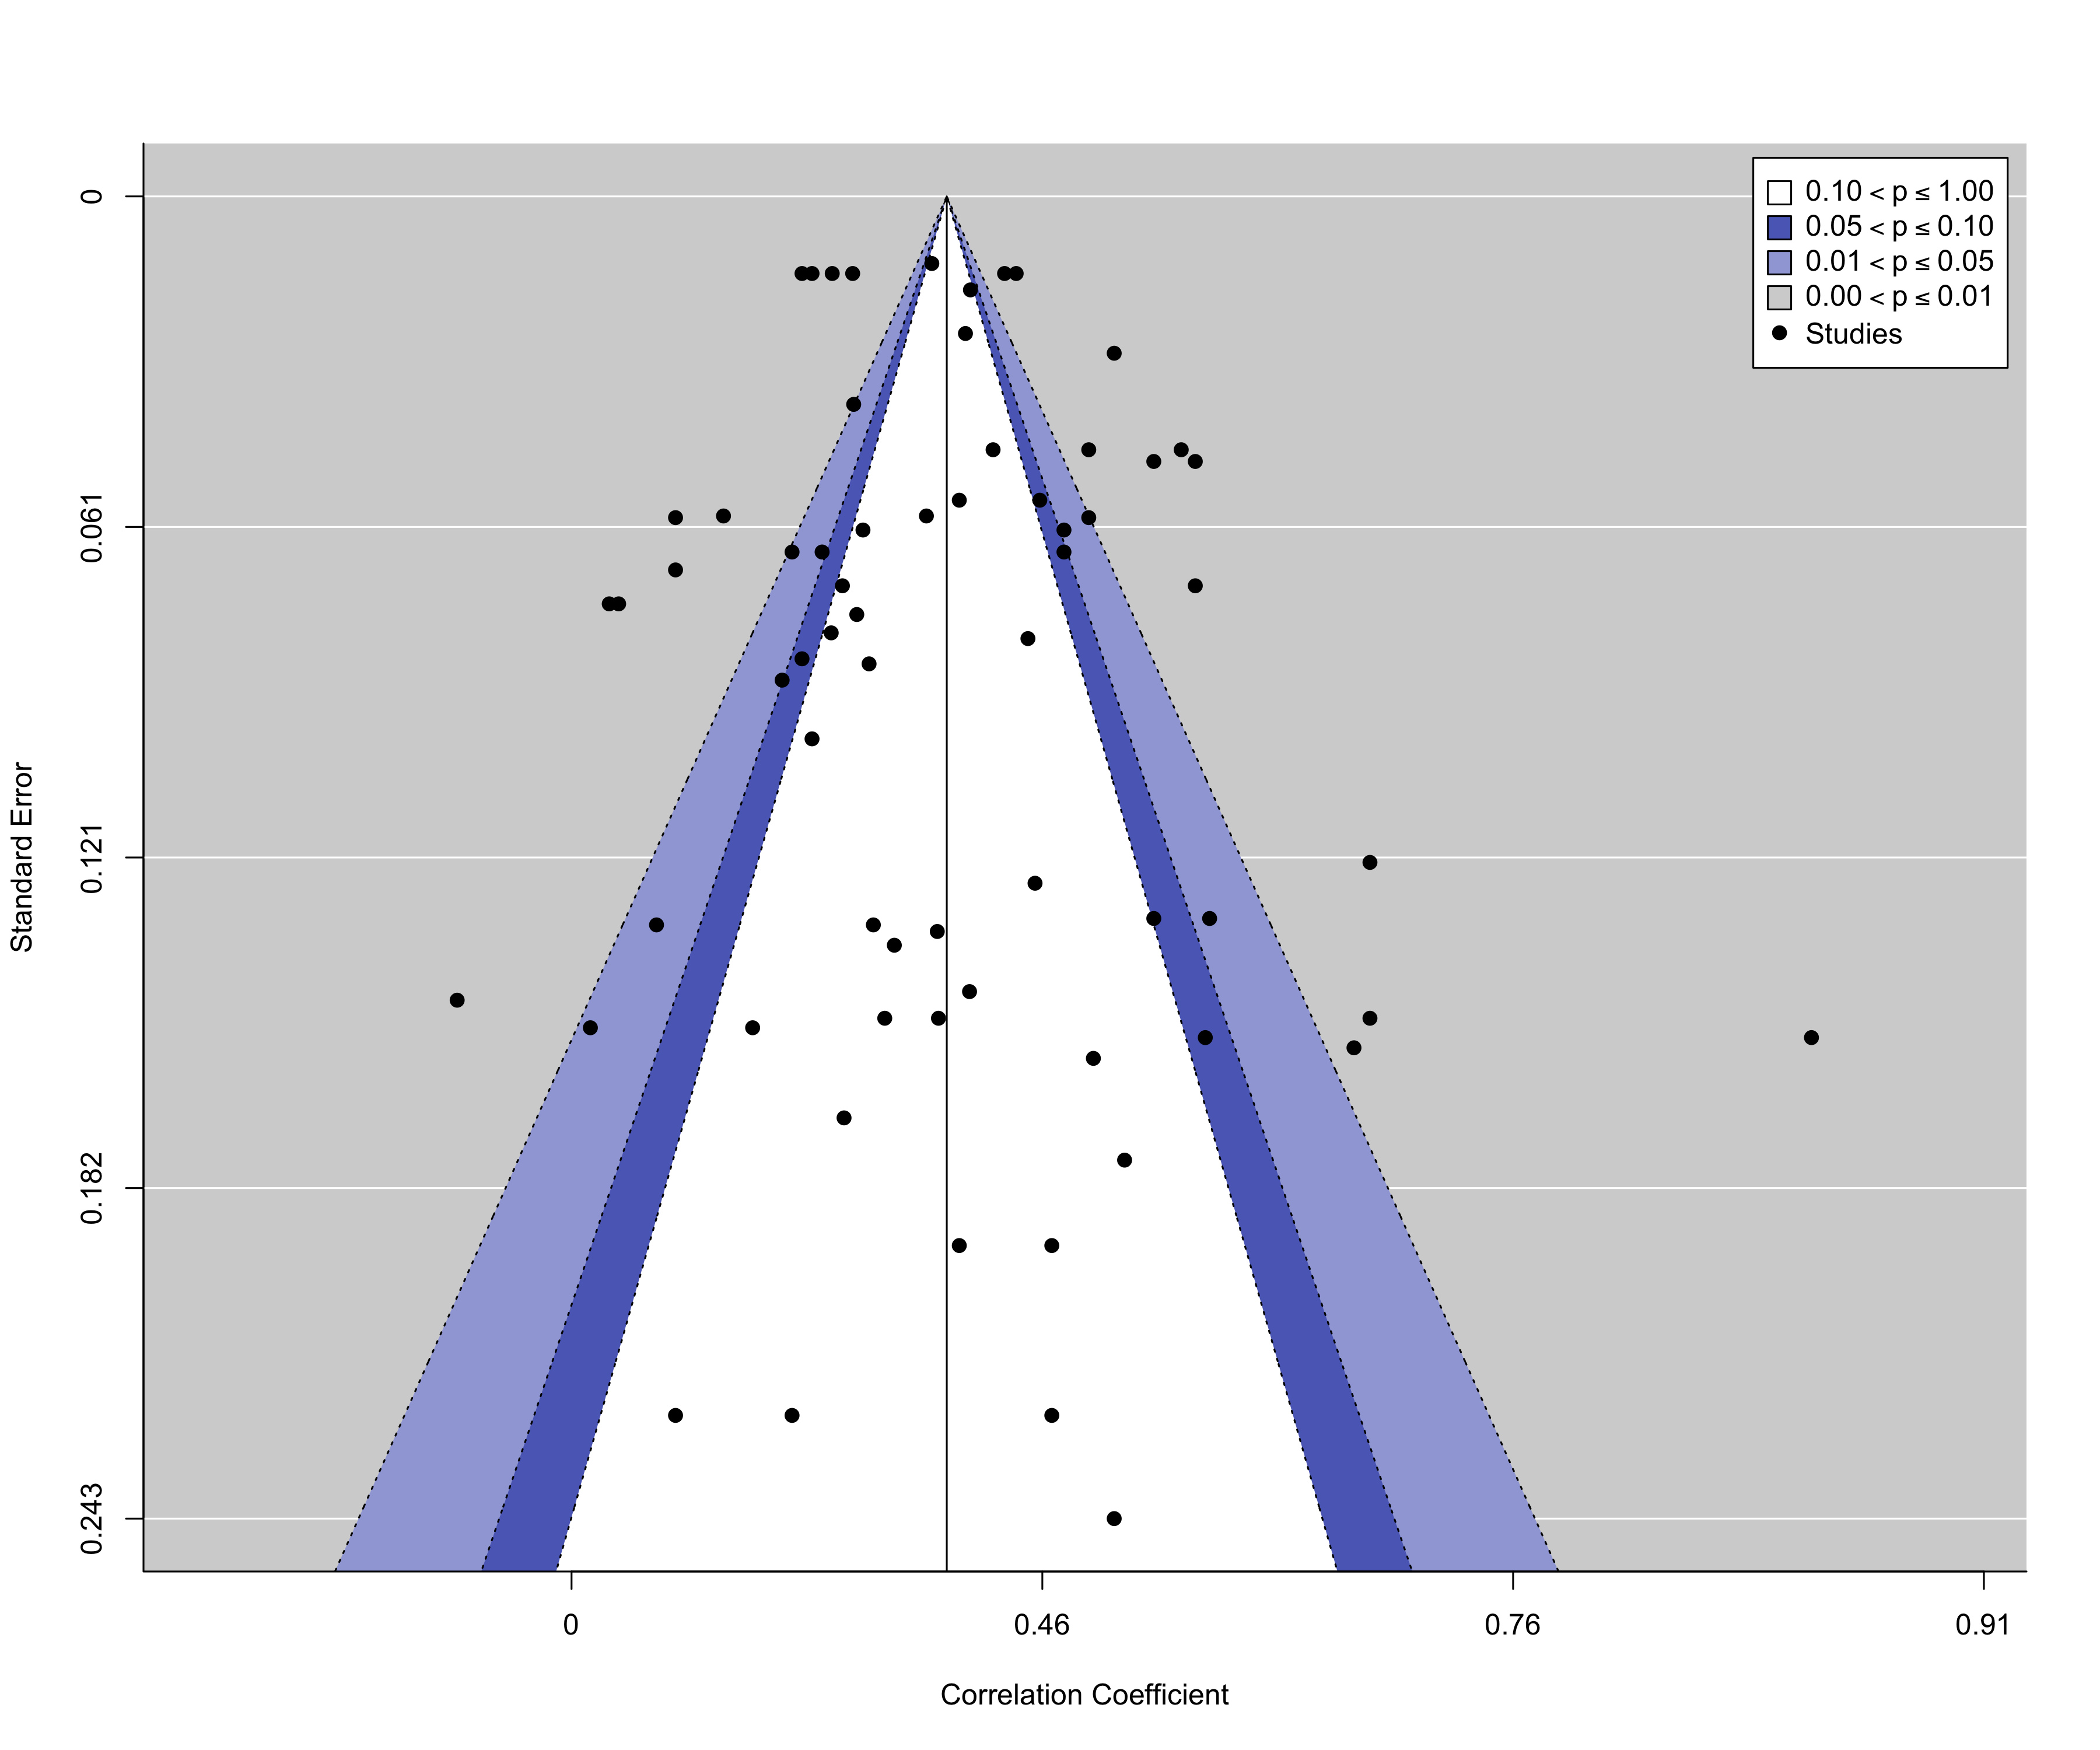 0.10 < p ≤ 1.00
0.05 < p ≤ 0.10
0.01 < p ≤ 0.05
0.00 < p ≤ 0.01
Studies
Standard Error
0
0.061
0.121
0.182
0.243
0 0.46 0.76 0.91
Correlation Coefficient